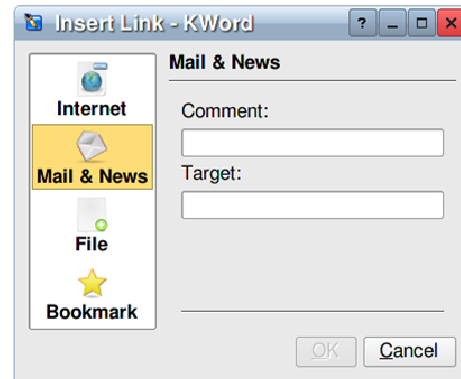 Insert Link - KWord
?
Internet
Mail & News
File
Bookmark
Mail & News
Comment:
Target:
OK
Cancel